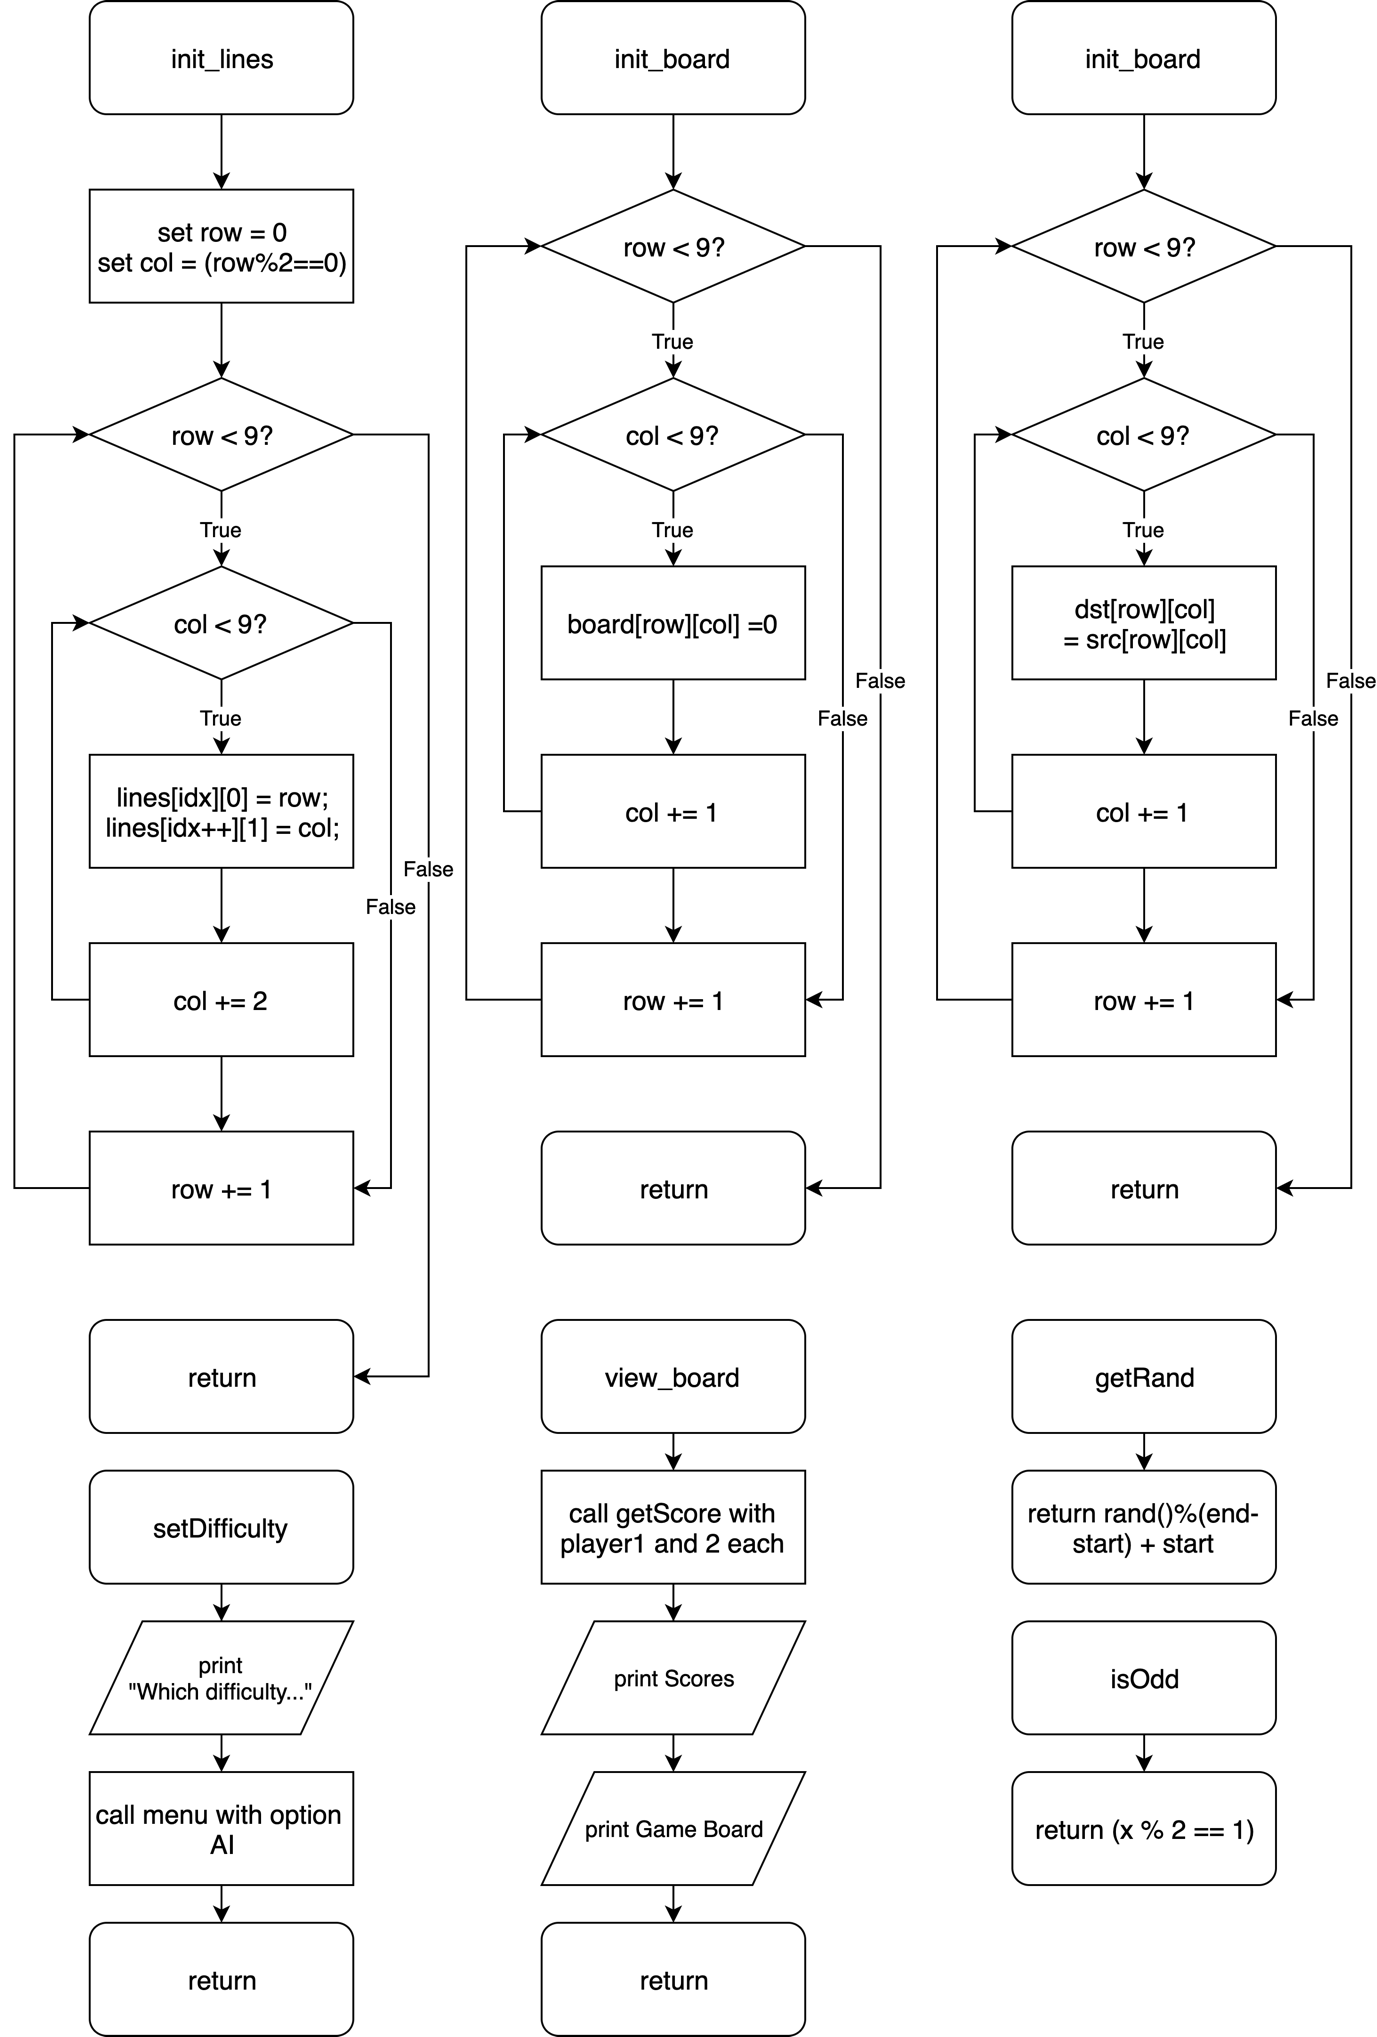 init_lines
set row = 0
set col = (row%2==0)
row < 9?
True
col < 9?
True
lines[idx][0] = row;
lines[idx++][1] = col;
False
False
col += 2
row += 1
return
init_board
row < 9?
True
col < 9?
True
board[row][col] =0
False
False
col += 1
row += 1
return
init_board
row < 9?
True
col < 9?
True
dst[row][col]
= src[row][col]
False
False
col += 1
row += 1
return
setDifficulty
print
"Which difficulty..."
call menu with option
AI
return
view_board
call getScore with
player1 and 2 each
print Scores
print Game Board
return
getRand
return rand()%(end-
start) + start
isOdd
return (x % 2 == 1)